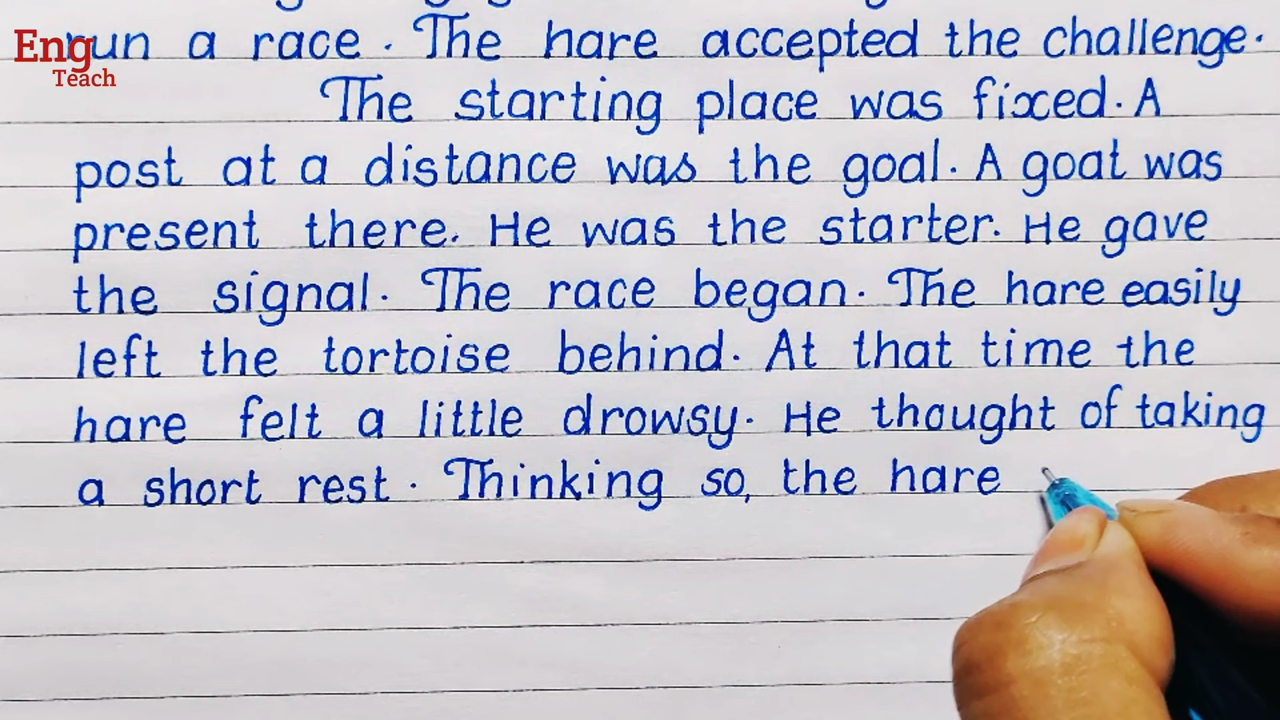 Eng
Teach
run a race. The hare accepted the challenge.
The starting place was fixed. A
post at a distance was the goal. A goat was
present there. He was the starter. He gave
the signal. The race began. The hare easily
left the tortoise behind. At that time the
hare felt a little drowsy. He thought of taking
a short rest. Thinking so, the hare